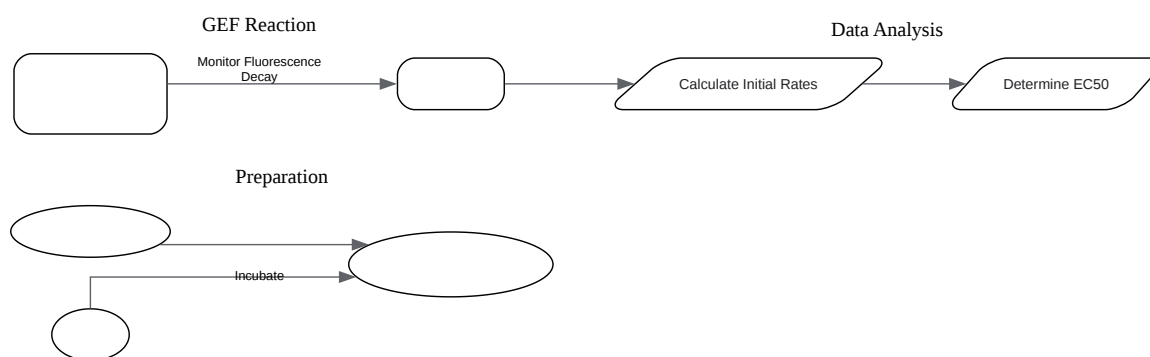 GEF Reaction
Data Analysis
Monitor Fluorescence
Decay
Calculate Initial Rates
Determine EC50
Preparation
Incubate